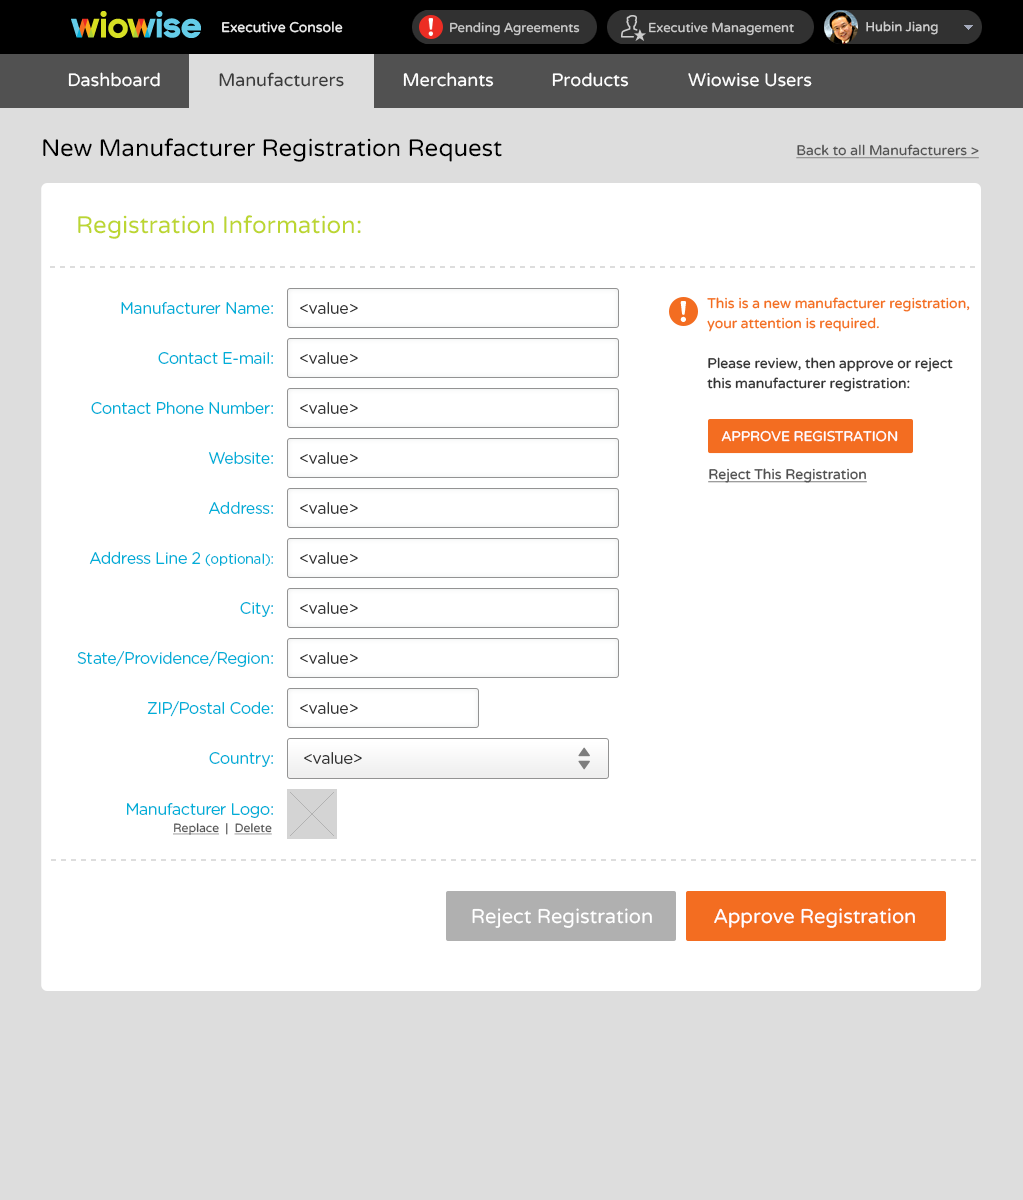 wiowise Executive Console Pending Agreements Executive Management Hubin Jiang
Dashboard Manufacturers Merchants Products Wiowise Users
New Manufacturer Registration Request
Back to all Manufacturers >
Registration Information:
Manufacturer Name: <value>
Contact E-mail: <value>
Contact Phone Number: <value>
Website: <value>
Address: <value>
Address Line 2 (optional): <value>
City: <value>
State/Providence/Region: <value>
ZIP/Postal Code: <value>
Country: <value>
Manufacturer Logo:
Replace | Delete
This is a new manufacturer registration,
your attention is required.
Please review, then approve or reject
this manufacturer registration:
APPROVE REGISTRATION
Reject This Registration
Reject Registration Approve Registration